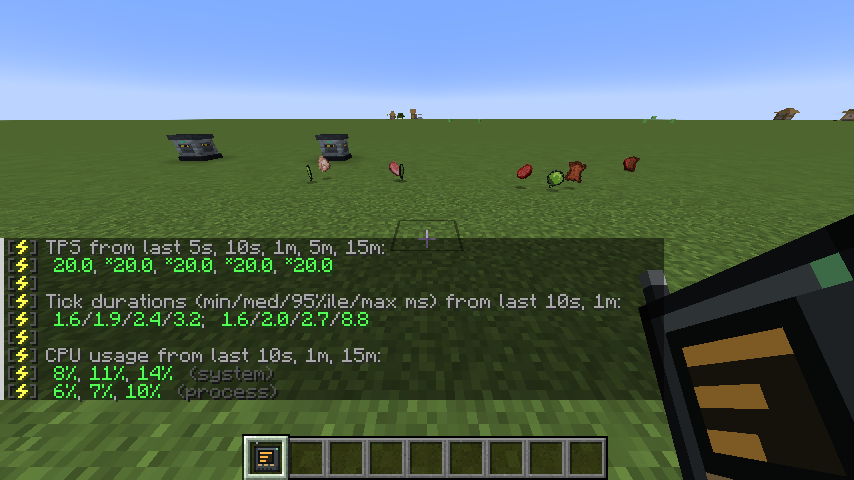 [⚡] TPS from last 5s, 10s, 1m, 5m, 15m:
[⚡]  20.0, *20.0, *20.0, *20.0, *20.0
[⚡]
[⚡] Tick durations (min/med/95%ile/max ms) from last 10s, 1m:
[⚡]  1.6/1.9/2.4/3.2;  1.6/2.0/2.7/8.8
[⚡]
[⚡] CPU usage from last 10s, 1m, 15m:
[⚡]  8%, 11%, 14%  (system)
[⚡]  6%, 7%, 10%  (process)